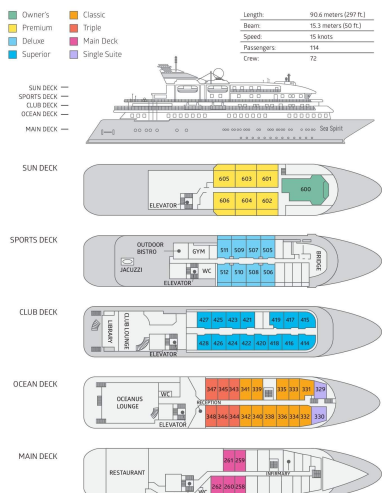 Owner's
Premium
Deluxe
Superior
Classic
Triple
Main Deck
Single Suite
Length: 90.6 meters (297 ft.)
Beam: 15.3 meters (50 ft.)
Speed: 15 knots
Passengers: 114
Crew: 72
SUN DECK
SPORTS DECK
CLUB DECK
OCEAN DECK
MAIN DECK
Sea Spirit
SUN DECK
605 603 601
600
606 604 602
ELEVATOR
SPORTS DECK
OUTDOOR
BISTRO
GYM
511 509 507 505
JACUZZI
WC
512 510 508 506
ELEVATOR
BRIDGE
CLUB DECK
LIBRARY
CLUB LOUNGE
427 425 423 421 419 417 415
428 426 424 422 420 418 416 414
ELEVATOR
OCEAN DECK
OCEANUS
LOUNGE
WC
347 345 343 341 339 335 333 331 329
RECEPTION
348 346 344 342 340 338 336 334 332 330
ELEVATOR
MAIN DECK
RESTAURANT
261 259
INFIRMARY
262 260 258
WC